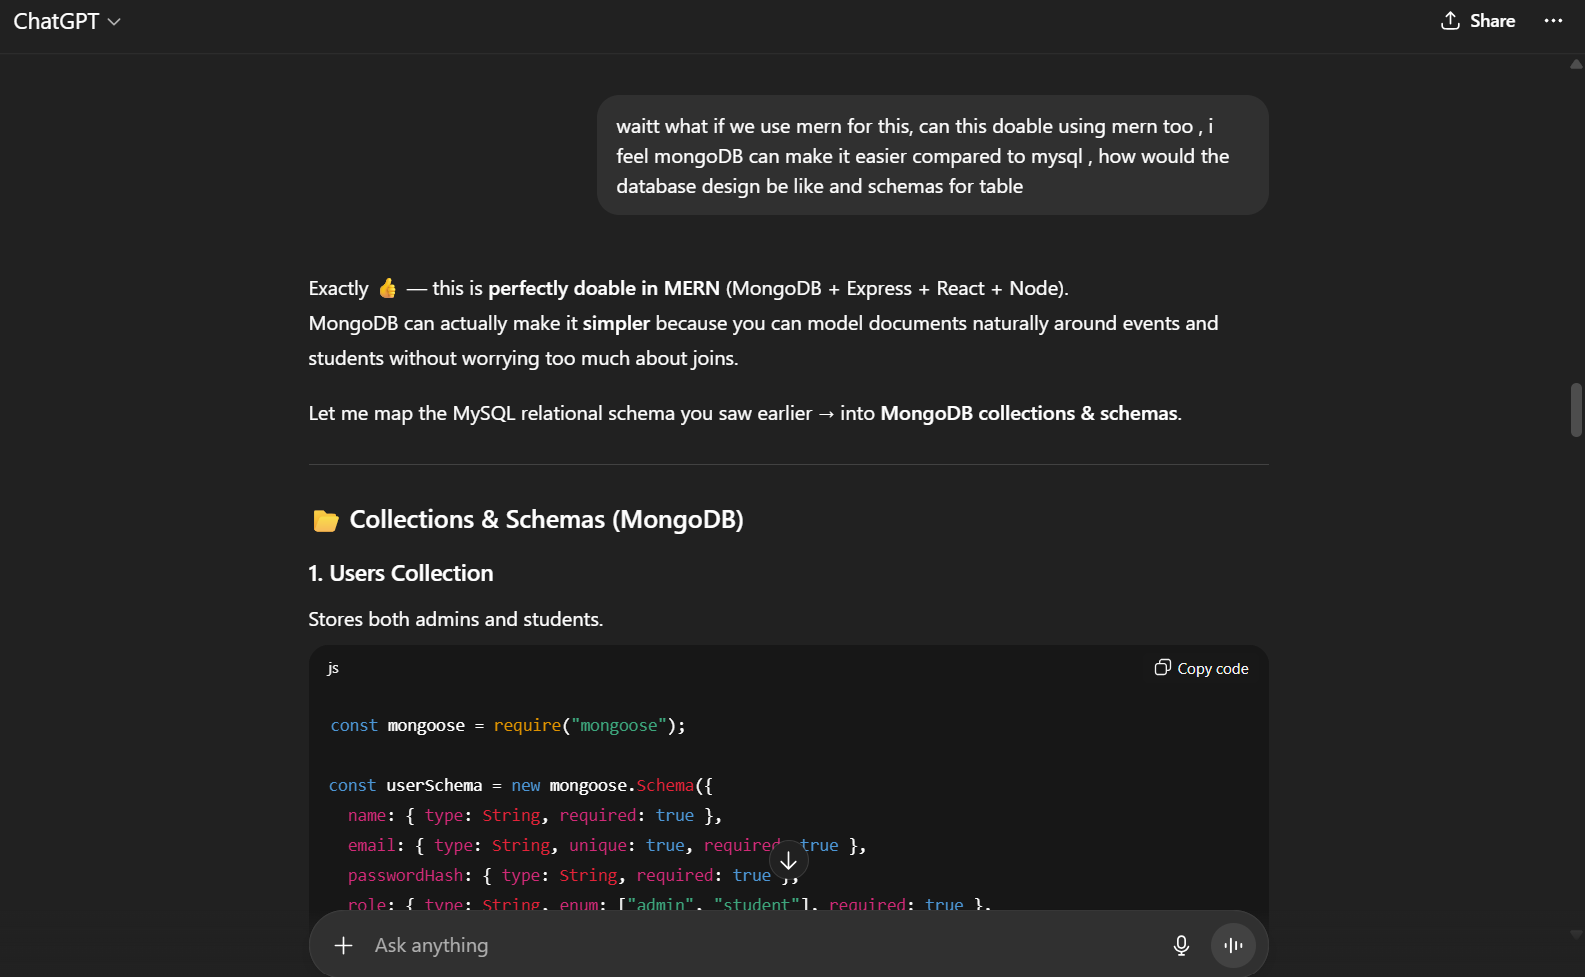 ChatGPT
Share
waitt what if we use mern for this, can this doable using mern too , i
feel mongoDB can make it easier compared to mysql , how would the
database design be like and schemas for table
Exactly 👍 — this is perfectly doable in MERN (MongoDB + Express + React + Node).
MongoDB can actually make it simpler because you can model documents naturally around events and
students without worrying too much about joins.
Let me map the MySQL relational schema you saw earlier → into MongoDB collections & schemas.
📂 Collections & Schemas (MongoDB)
1. Users Collection
Stores both admins and students.
js
Copy code
const mongoose = require("mongoose");
const userSchema = new mongoose.Schema({
name: { type: String, required: true },
email: { type: String, unique: true, required: true },
passwordHash: { type: String, required: true },
role: { type: String, enum: ["admin", "student"], required: true },
Ask anything